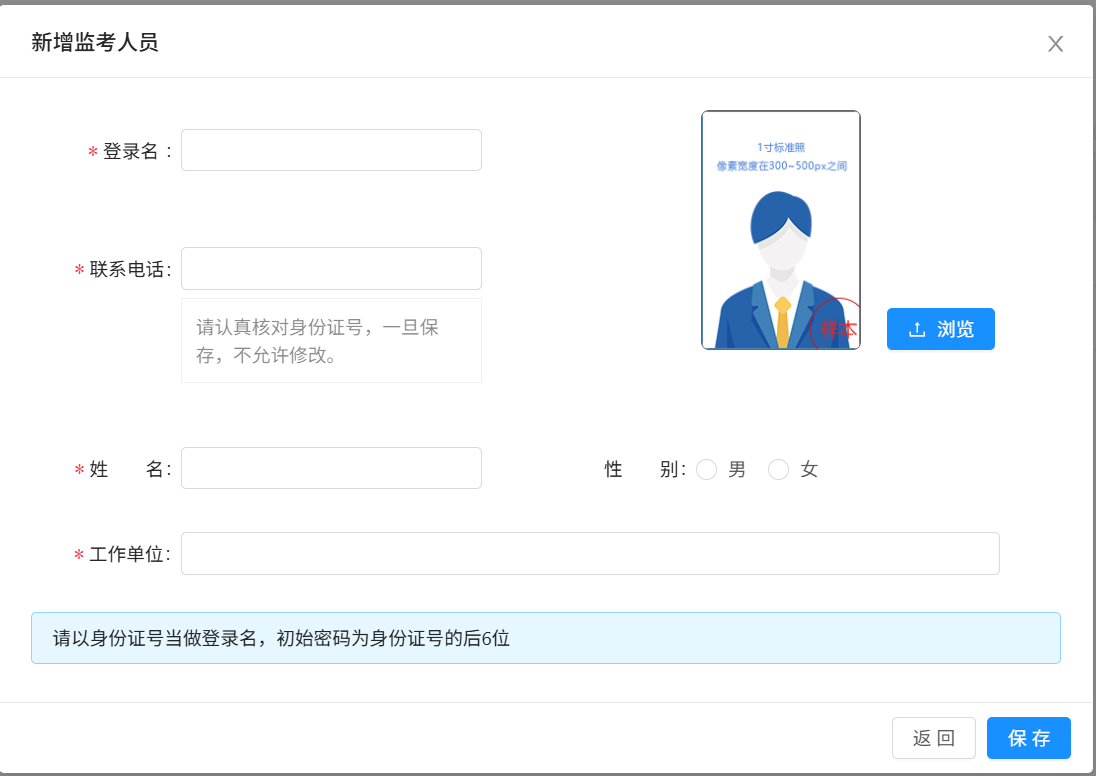 新增监考人员
* 登录名：
1寸标准照
像素宽度在300~500px之间
样本
浏览
* 联系电话：
请认真核对身份证号，一旦保
存，不允许修改。
* 姓 名：
性 别： 男 女
* 工作单位：
请以身份证号当做登录名，初始密码为身份证号的后6位
返 回
保 存